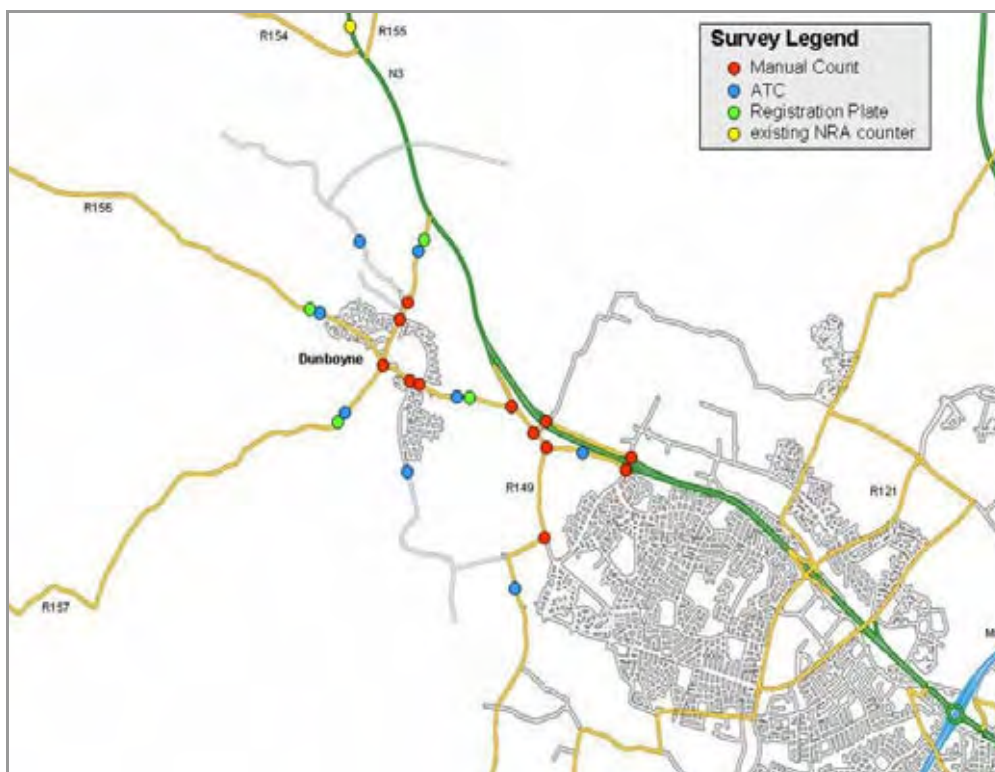 R154
R155
N3
Survey Legend
Manual Count
ATC
Registration Plate
existing NRA counter
R156
Dunboyne
R149
R121
R157
M